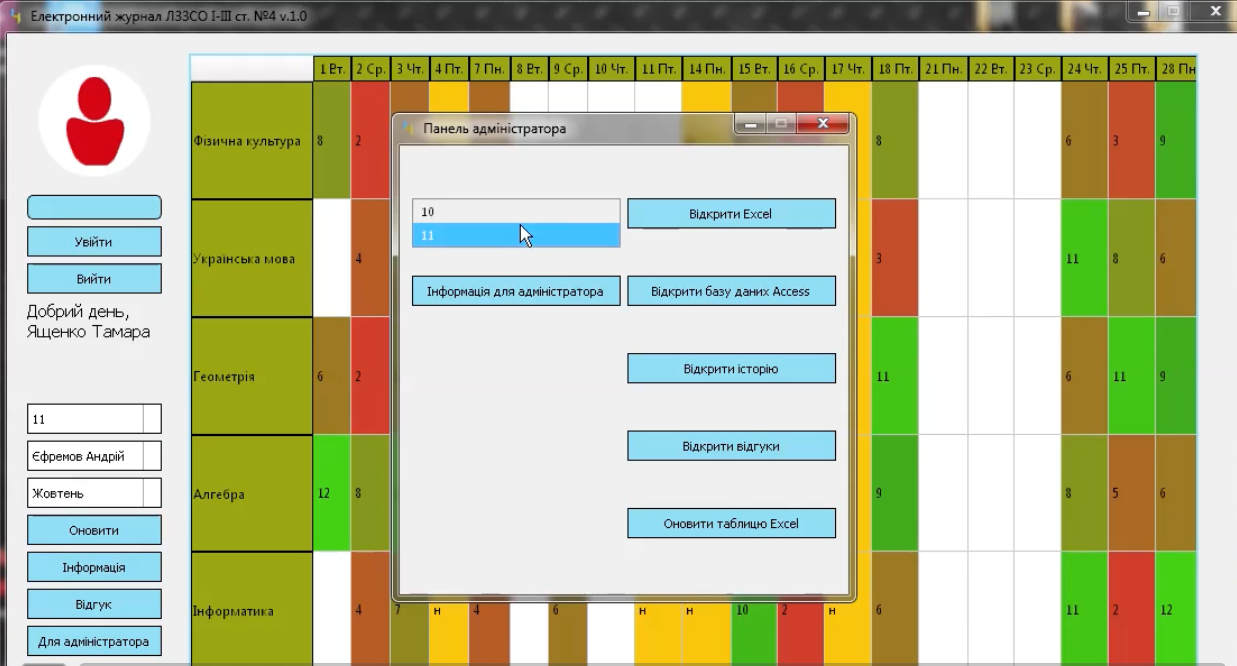 Електронний журнал ЛЗЗСО І-ІІІ ст. №4 v.1.0
1 Вт. 2 Ср. 3 Чт. 4 Пт. 7 Пн. 8 Вт. 9 Ср. 10 Чт. 11 Пт. 14 Пн. 15 Вт. 16 Ср. 17 Чт. 18 Пт. 21 Пн. 22 Вт. 23 Ср. 24 Чт. 25 Пт. 28 Пн
Увійти
Вийти
Добрий день,
Ященко Тамара
11
Єфремов Андрій
Жовтень
Оновити
Інформація
Відгук
Для адміністратора
Фізична культура 8 2 8 6 3 9
Українська мова 4 3 11 8 6
Геометрія 6 2 11 6 11 9
Алгебра 12 8 9 8 5 6
Інформатика 4 7 н 4 6 н н 10 2 н 6 11 2 12
Панель адміністратора
10
11
Відкрити Excel
Інформація для адміністратора
Відкрити базу даних Access
Відкрити історію
Відкрити відгуки
Оновити таблицю Excel